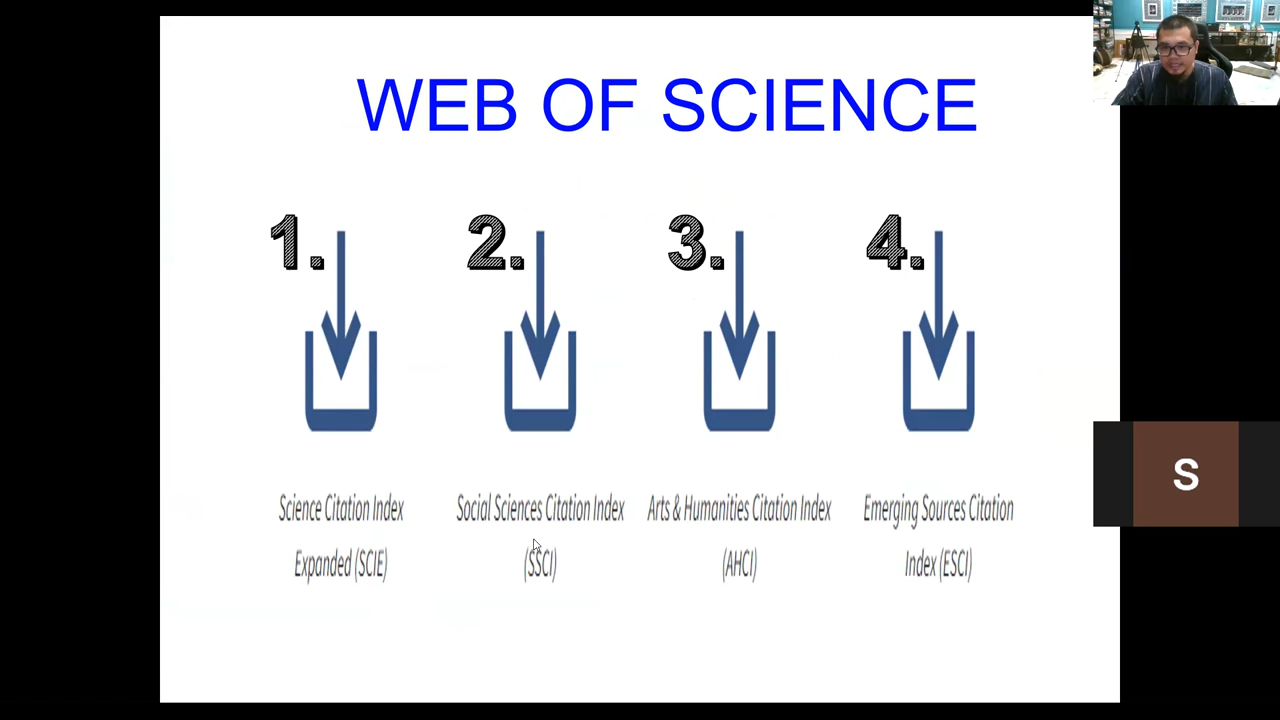 WEB OF SCIENCE
1.
2.
3.
4.
Science Citation Index
Expanded (SCIE)
Social Sciences Citation Index
(SSCI)
Arts & Humanities Citation Index
(AHCI)
Emerging Sources Citation
Index (ESCI)
S